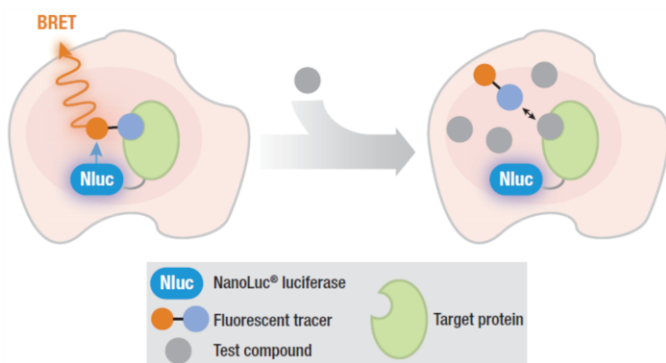 BRET
Nluc
Nluc
Nluc NanoLuc® luciferase
Fluorescent tracer
Target protein
Test compound